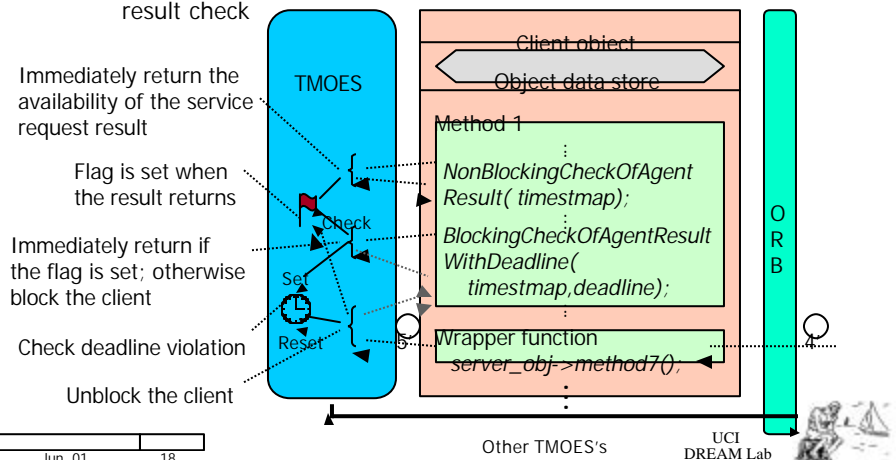 result check
Immediately return the
availability of the service
request result
Flag is set when
the result returns
Immediately return if
the flag is set; otherwise
block the client
Check deadline violation
Unblock the client
TMOES
Check
Set
Reset
Client object
Object data store
Method 1
⋮
NonBlockingCheckOfAgent
Result( timestmap);
⋮
BlockingCheckOfAgentResult
WithDeadline(
timestmap,deadline);
⋮
5'
Wrapper function
server_obj->method7();
O
R
B
4'
Other TMOES's
UCI
DREAM Lab
Jun. 01
18